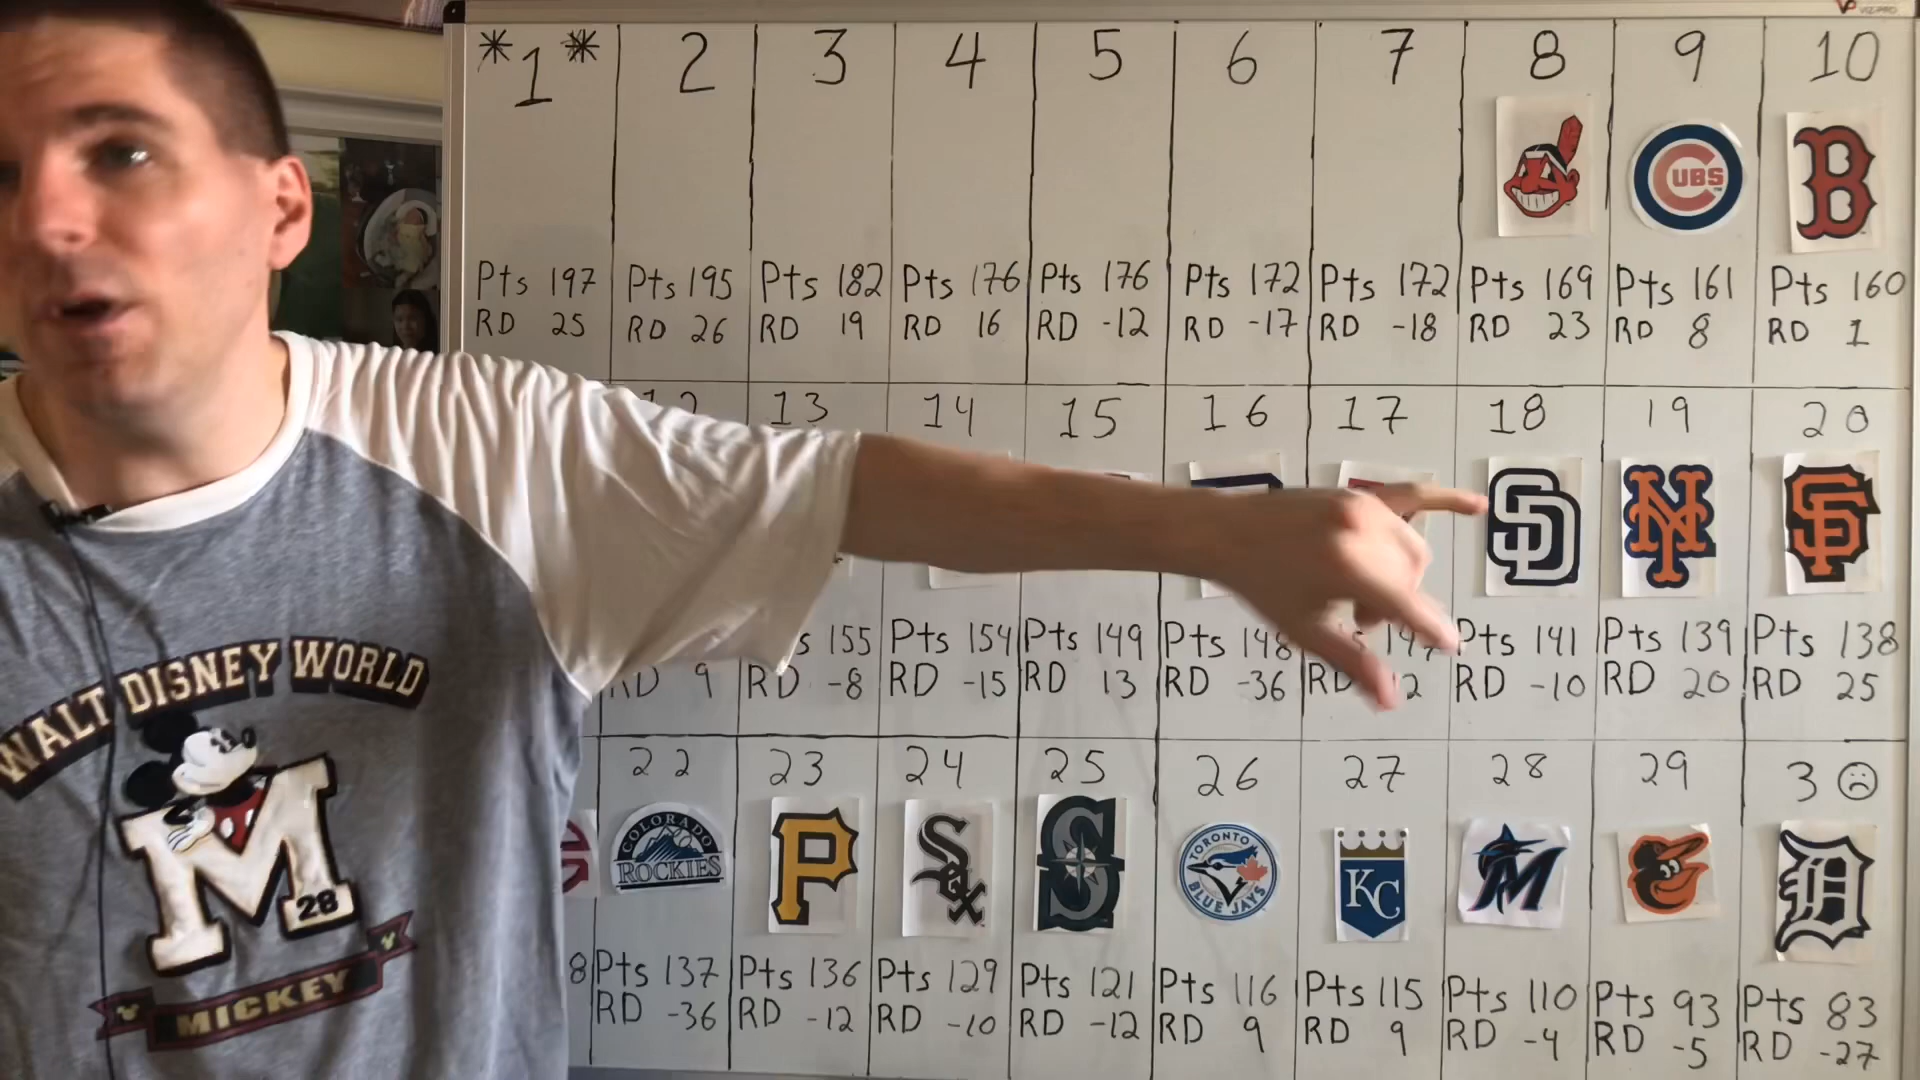 *1* 2 3 4 5 6 7 8 9 10
CUBS B
Pts 197 Pts 195 Pts 182 Pts 176 Pts 176 Pts 172 Pts 172 Pts 169 Pts 161 Pts 160
RD 25 RD 26 RD 19 RD 16 RD -12 RD -17 RD -18 RD 23 RD 8 RD 1
13 14 15 16 17 18 19 20
SD NY SF
155 Pts 154 Pts 149 Pts 148 Pts 141 Pts 139 Pts 138
RD 9 RD -8 RD -15 RD 13 RD -36 RD RD -10 RD 20 RD 25
22 23 24 25 26 27 28 29 3
COLORADO ROCKIES P Sox S TORONTO BLUE JAYS KC M D
8 Pts 137 Pts 136 Pts 129 Pts 121 Pts 116 Pts 115 Pts 110 Pts 93 Pts 83
RD -36 RD -12 RD -10 RD -12 RD 9 RD 9 RD -4 RD -5 RD -27
WALT DISNEY WORLD
M
28
MICKEY